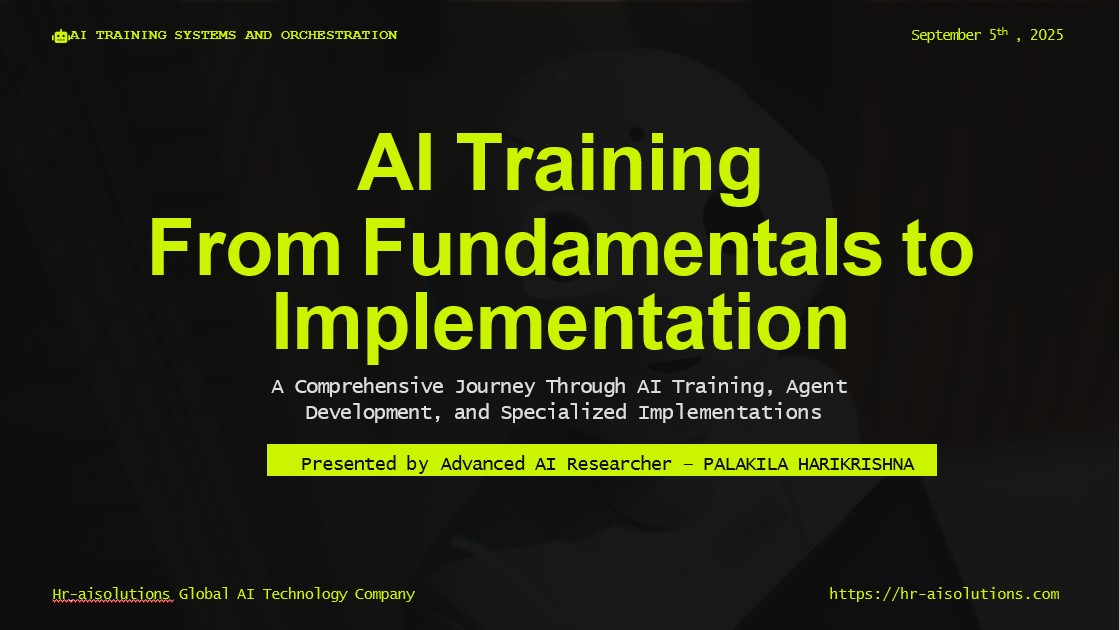 AI TRAINING SYSTEMS AND ORCHESTRATION
September 5th , 2025
AI Training
From Fundamentals to
Implementation
A Comprehensive Journey Through AI Training, Agent
Development, and Specialized Implementations
Presented by Advanced AI Researcher – PALAKILA HARIKRISHNA
Hr-aisolutions Global AI Technology Company
https://hr-aisolutions.com